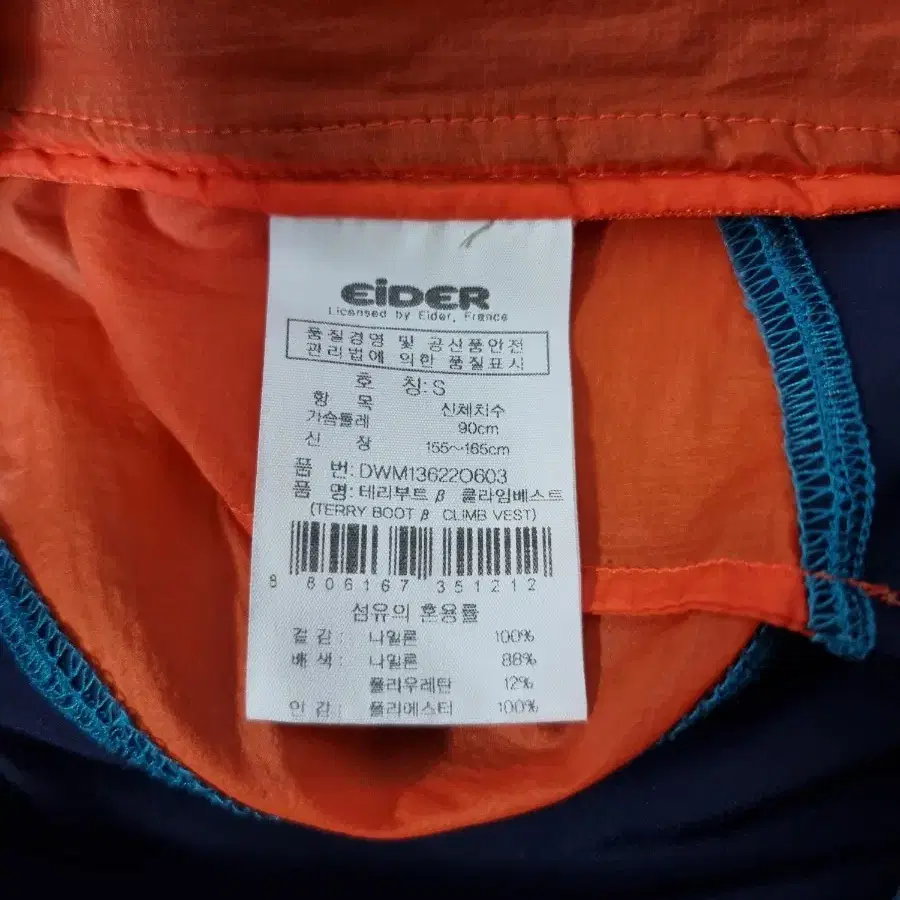 EiDER
Licensed by Eider, France
품질경영 및 공산품안전
관리법에 의한 품질표시
호 칭: S
항 목 신체치수
가슴둘레 90cm
신 장 155~165cm
품 번: DWM13622O603
품 명: 테리부트 β 클라임베스트
(TERRY BOOT β CLIMB VEST)
8 806167 351212
섬유의 혼용률
겉감: 나일론 100%
배색: 나일론 88%
폴리우레탄 12%
안감: 폴리에스터 100%